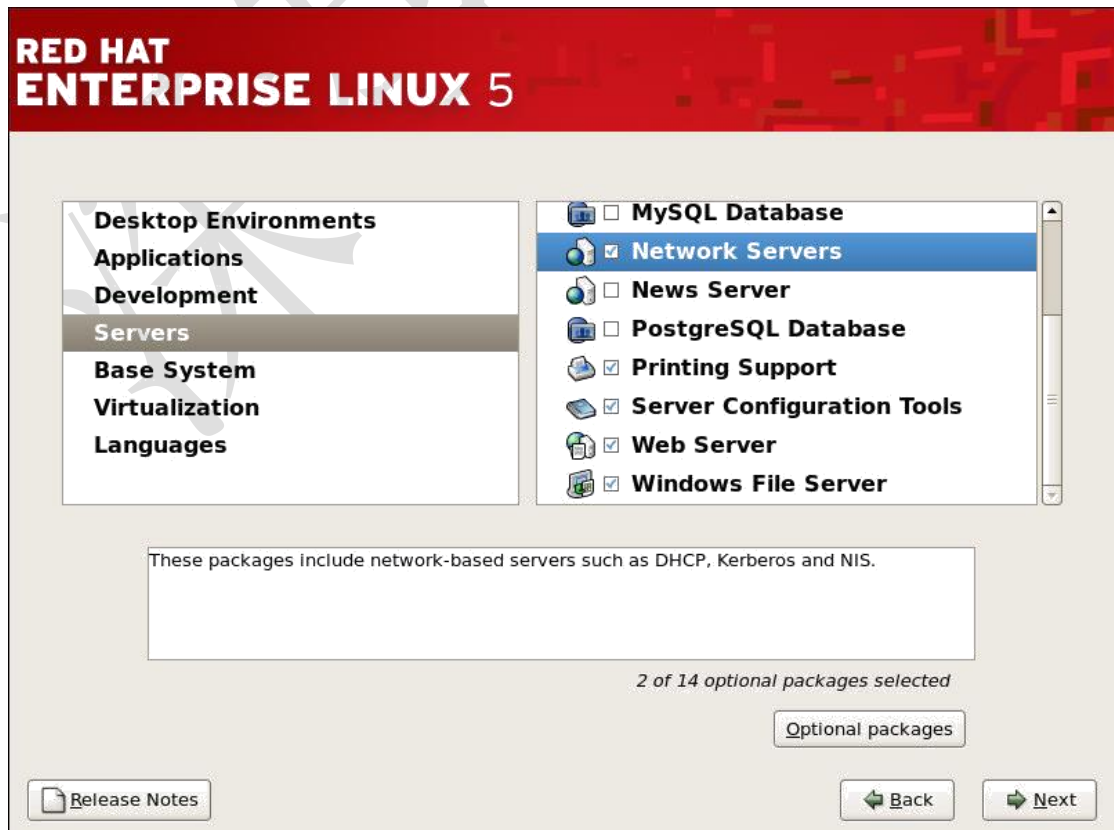 RED HAT
ENTERPRISE LINUX 5
Desktop Environments
Applications
Development
Servers
Base System
Virtualization
Languages
MySQL Database
Network Servers
News Server
PostgreSQL Database
Printing Support
Server Configuration Tools
Web Server
Windows File Server
These packages include network-based servers such as DHCP, Kerberos and NIS.
2 of 14 optional packages selected
Optional packages
Release Notes
Back
Next